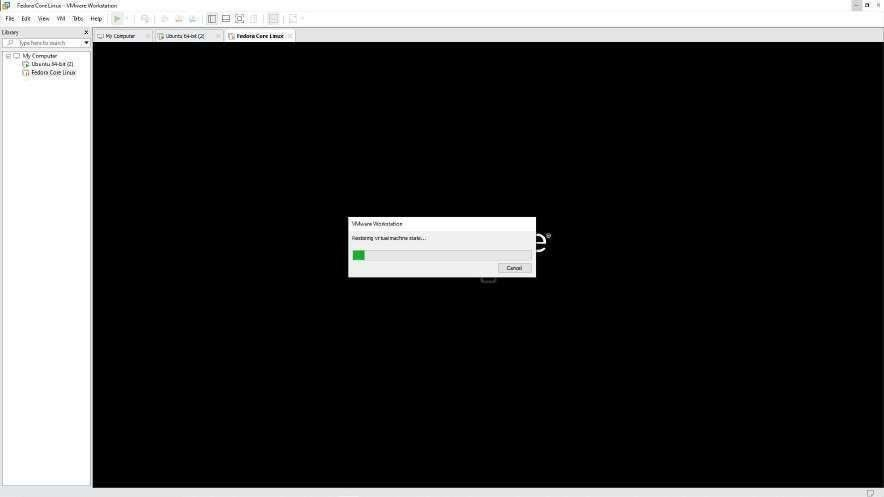 Fedora Core Linux - VMware Workstation
File Edit View VM Tabs Help
Library
Type here to search
My Computer
Ubuntu 64-bit (2)
Fedora Core Linux
My Computer
Ubuntu 64-bit (2)
Fedora Core Linux
VMware Workstation
Restoring virtual machine state...
Cancel
e®